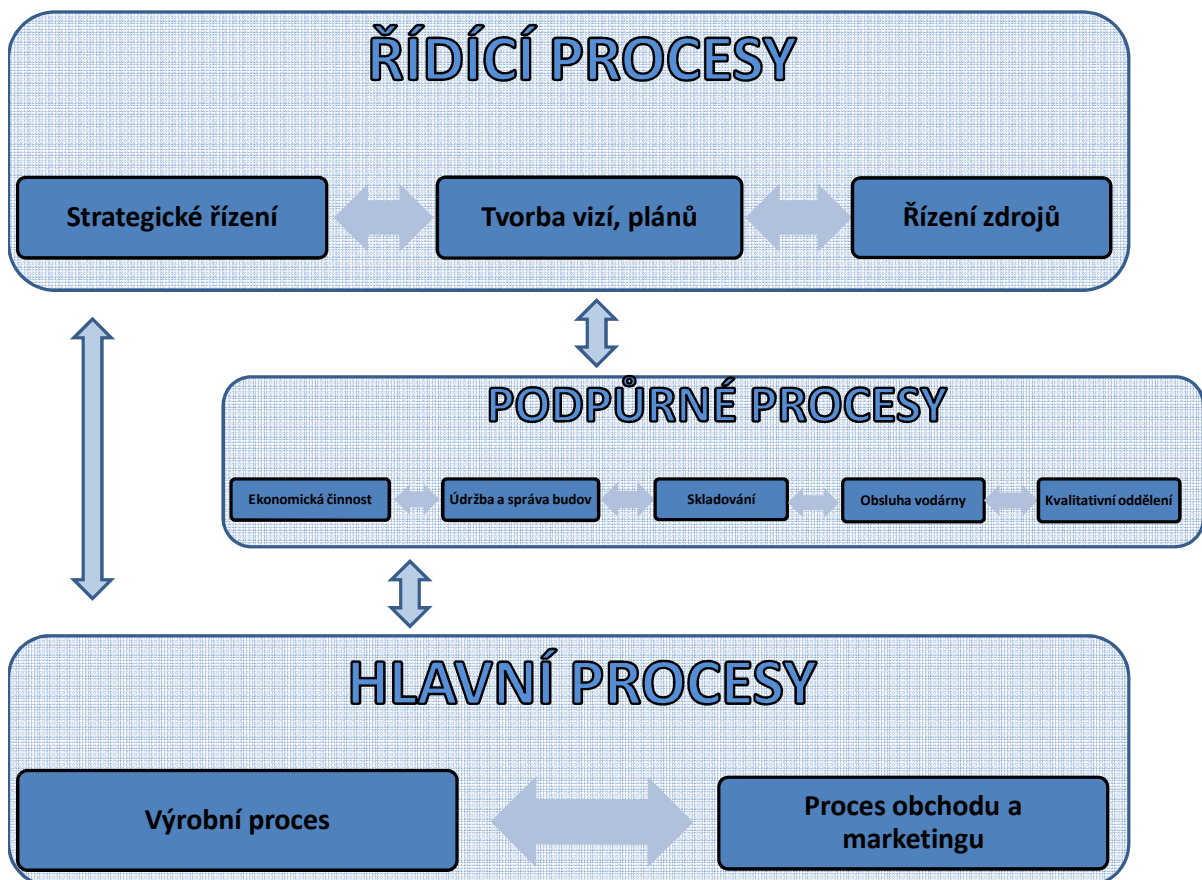 ŘÍDÍCÍ PROCESY
Strategické řízení
Tvorba vizí, plánů
Řízení zdrojů
PODPŮRNÉ PROCESY
Ekonomická činnost
Údržba a správa budov
Skladování
Obsluha vodárny
Kvalitativní oddělení
HLAVNÍ PROCESY
Výrobní proces
Proces obchodu a
marketingu